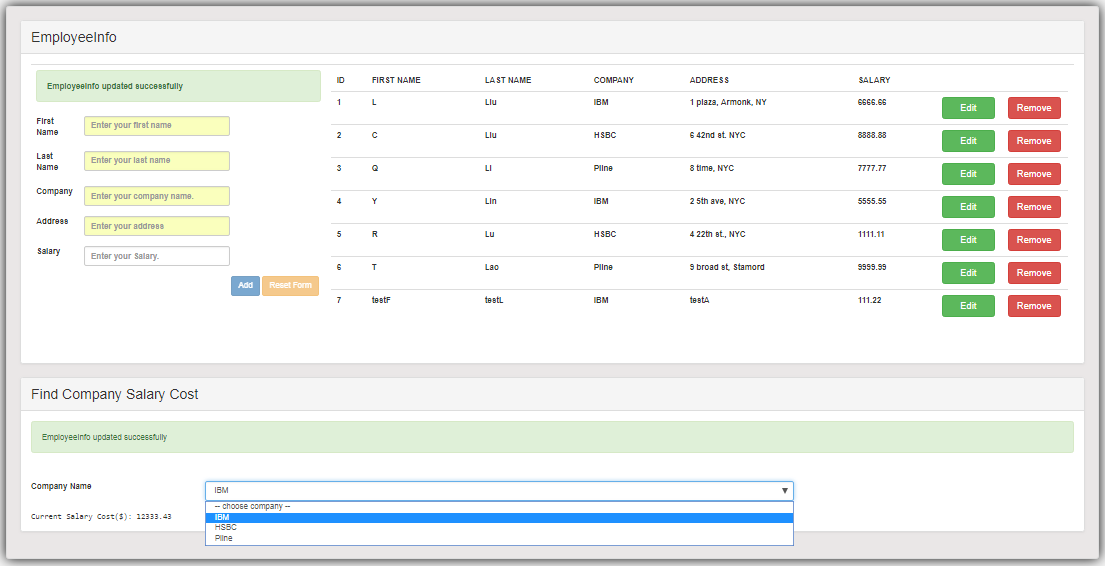 EmployeeInfo
EmployeeInfo updated successfully
First Name
Enter your first name
Last Name
Enter your last name
Company
Enter your company name.
Address
Enter your address
Salary
Enter your Salary.
Add Reset Form
ID FIRST NAME LAST NAME COMPANY ADDRESS SALARY
1 L Liu IBM 1 plaza, Armonk, NY 6666.66 Edit Remove
2 C Liu HSBC 6 42nd st. NYC 8888.88 Edit Remove
3 Q Li Pline 8 time, NYC 7777.77 Edit Remove
4 Y Lin IBM 2 5th ave, NYC 5555.55 Edit Remove
5 R Lu HSBC 4 22th st., NYC 1111.11 Edit Remove
6 T Lao Pline 9 broad st, Stamord 9999.99 Edit Remove
7 testF testL IBM testA 111.22 Edit Remove
Find Company Salary Cost
EmployeeInfo updated successfully
Company Name
IBM
-- choose company --
IBM
HSBC
Pline
Current Salary Cost($): 12333.43